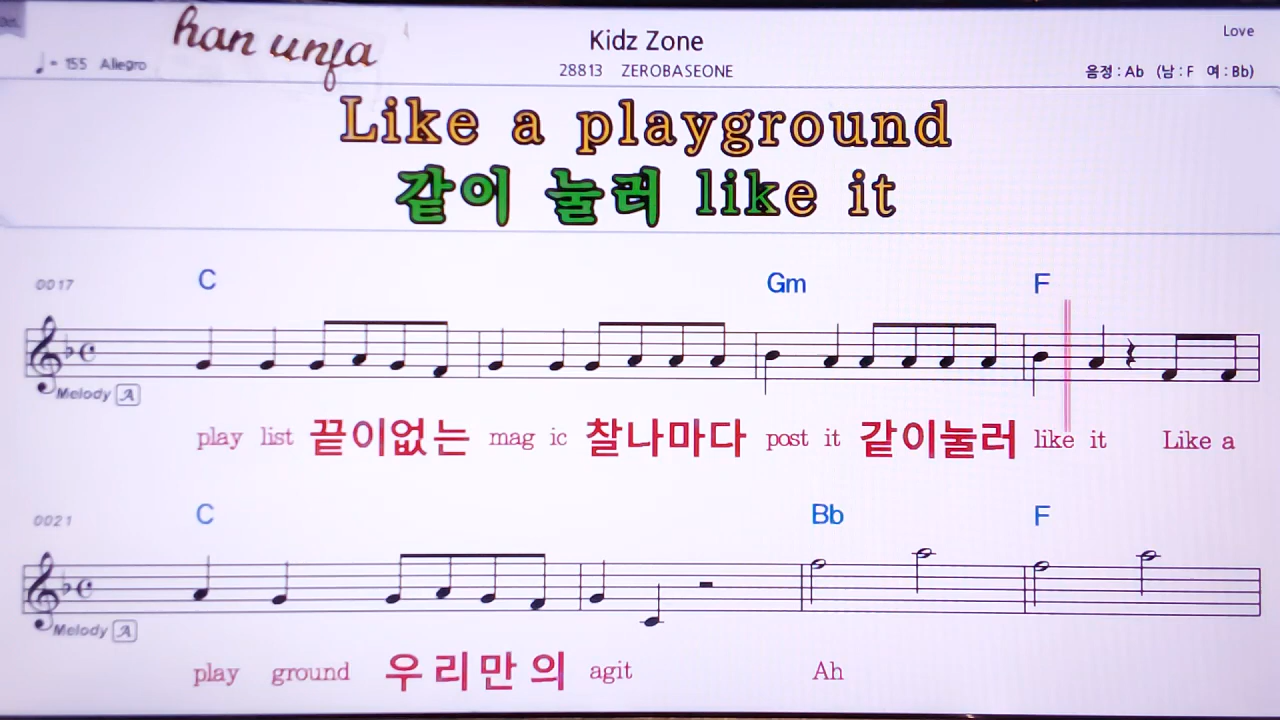 han unfa
Kidz Zone
Love
♩ = 155 Allegro
28813 ZEROBASEONE
음정 : Ab (남 : F 여 : Bb)
Like a playground
같이 눌러 like it
0017
C Gm F
Melody A
play list 끝이없는 mag ic 찰나마다 post it 같이눌러 like it Like a
0021
C Bb F
Melody A
play ground 우리만의 agit Ah